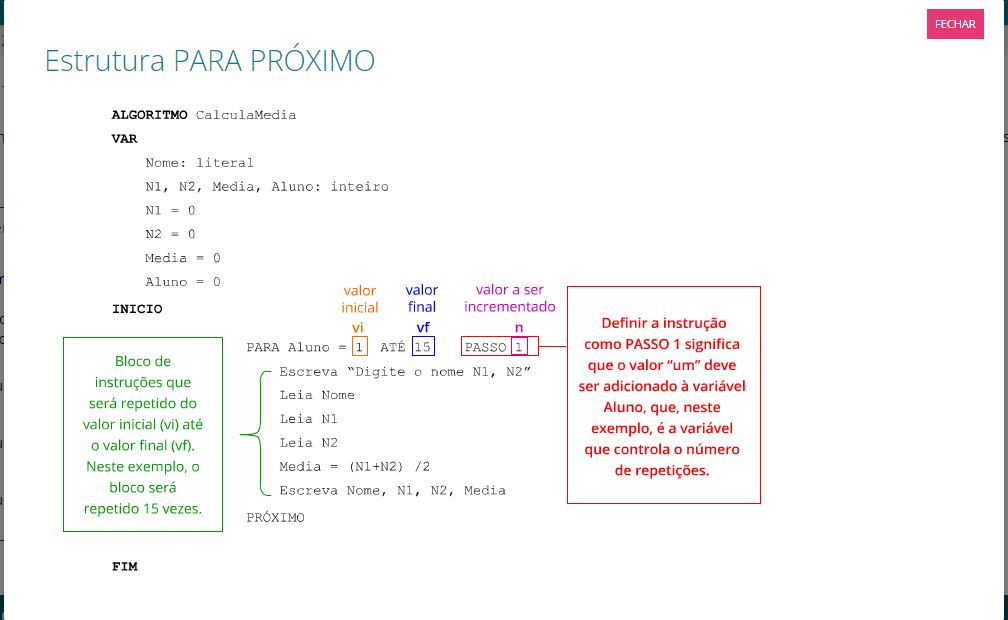 FECHAR
Estrutura PARA PRÓXIMO
ALGORITMO CalculaMedia
VAR
Nome: literal
N1, N2, Media, Aluno: inteiro
N1 = 0
N2 = 0
Media = 0
Aluno = 0
INICIO
valor
inicial
vi
valor
final
vf
valor a ser
incrementado
n
PARA Aluno = 1 ATÉ 15 PASSO 1
Escreva “Digite o nome N1, N2”
Leia Nome
Leia N1
Leia N2
Media = (N1+N2) /2
Escreva Nome, N1, N2, Media
PRÓXIMO
FIM
Bloco de
instruções que
será repetido do
valor inicial (vi) até
o valor final (vf).
Neste exemplo, o
bloco será
repetido 15 vezes.
Definir a instrução
como PASSO 1 significa
que o valor “um” deve
ser adicionado à variável
Aluno, que, neste
exemplo, é a variável
que controla o número
de repetições.